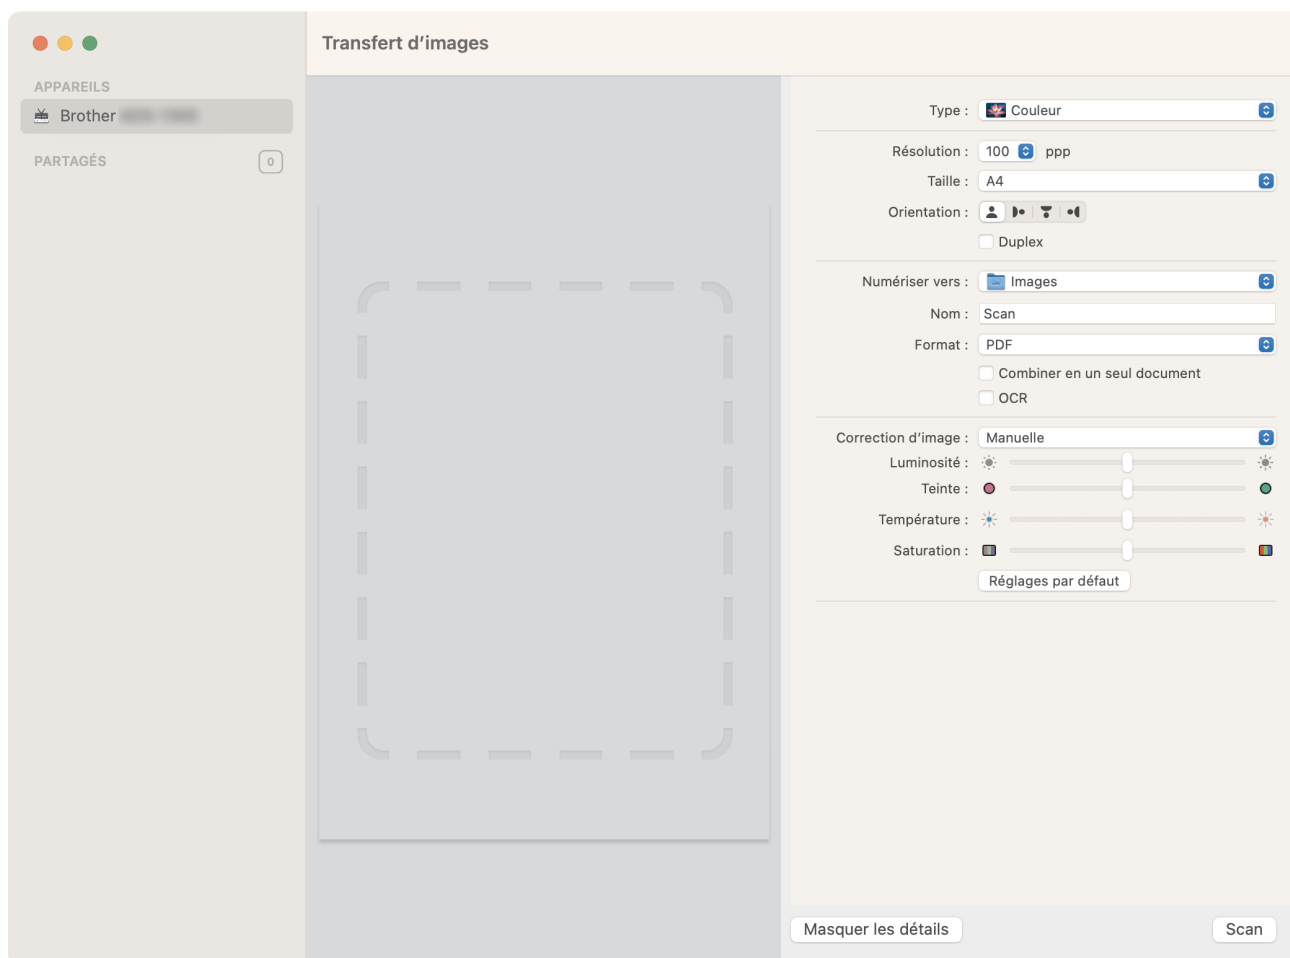 Transfert d'images
APPAREILS
Brother
PARTAGÉS 0
Type : Couleur
Résolution : 100 ppp
Taille : A4
Orientation :
Duplex
Numériser vers : Images
Nom : Scan
Format : PDF
Combiner en un seul document
OCR
Correction d'image : Manuelle
Luminosité :
Teinte :
Température :
Saturation :
Réglages par défaut
Masquer les détails Scan